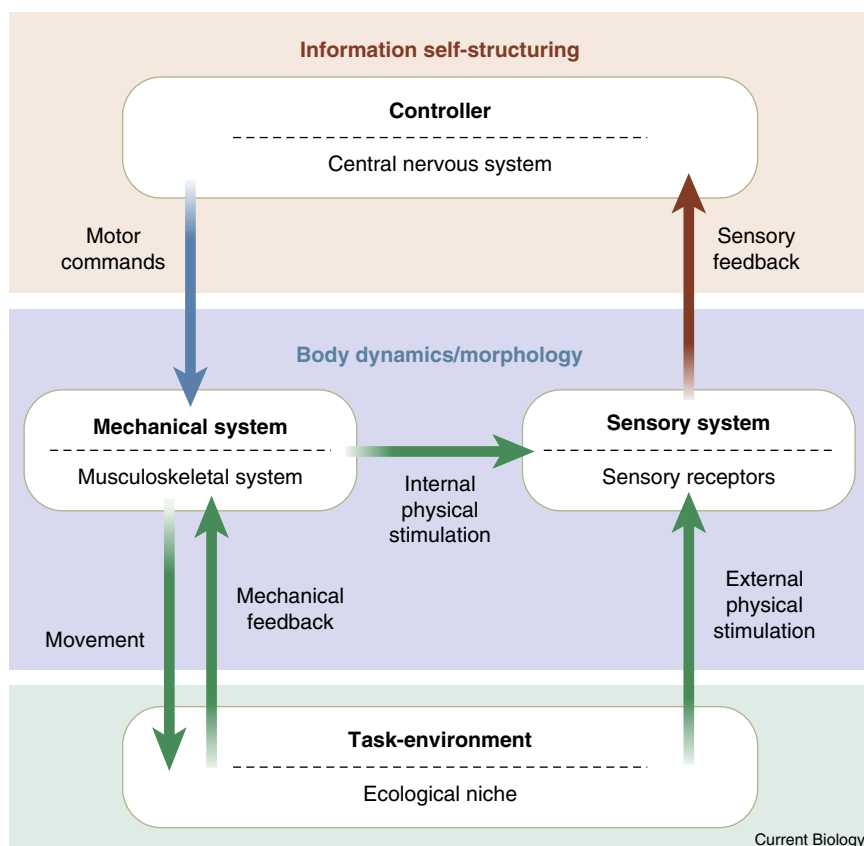 Information self-structuring
Controller
Central nervous system
Motor
commands
Sensory
feedback
Body dynamics/morphology
Mechanical system
Musculoskeletal system
Sensory system
Sensory receptors
Internal
physical
stimulation
Movement
Mechanical
feedback
External
physical
stimulation
Task-environment
Ecological niche
Current Biology